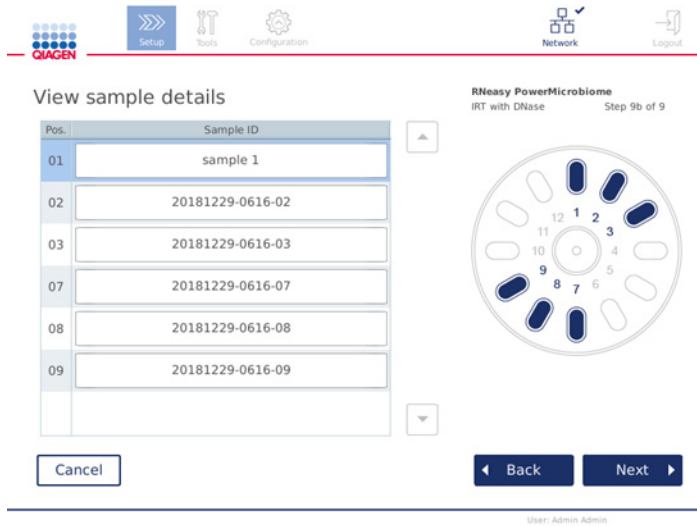 QIAGEN
Setup
Tools
Configuration
Network
Logout
View sample details
RNeasy PowerMicrobiome
IRT with DNase Step 9b of 9
Pos. Sample ID
01 sample 1
02 20181229-0616-02
03 20181229-0616-03
07 20181229-0616-07
08 20181229-0616-08
09 20181229-0616-09
12 1 2
11 3
10 4
9 5
8 7 6
Cancel
Back
Next
User: Admin Admin